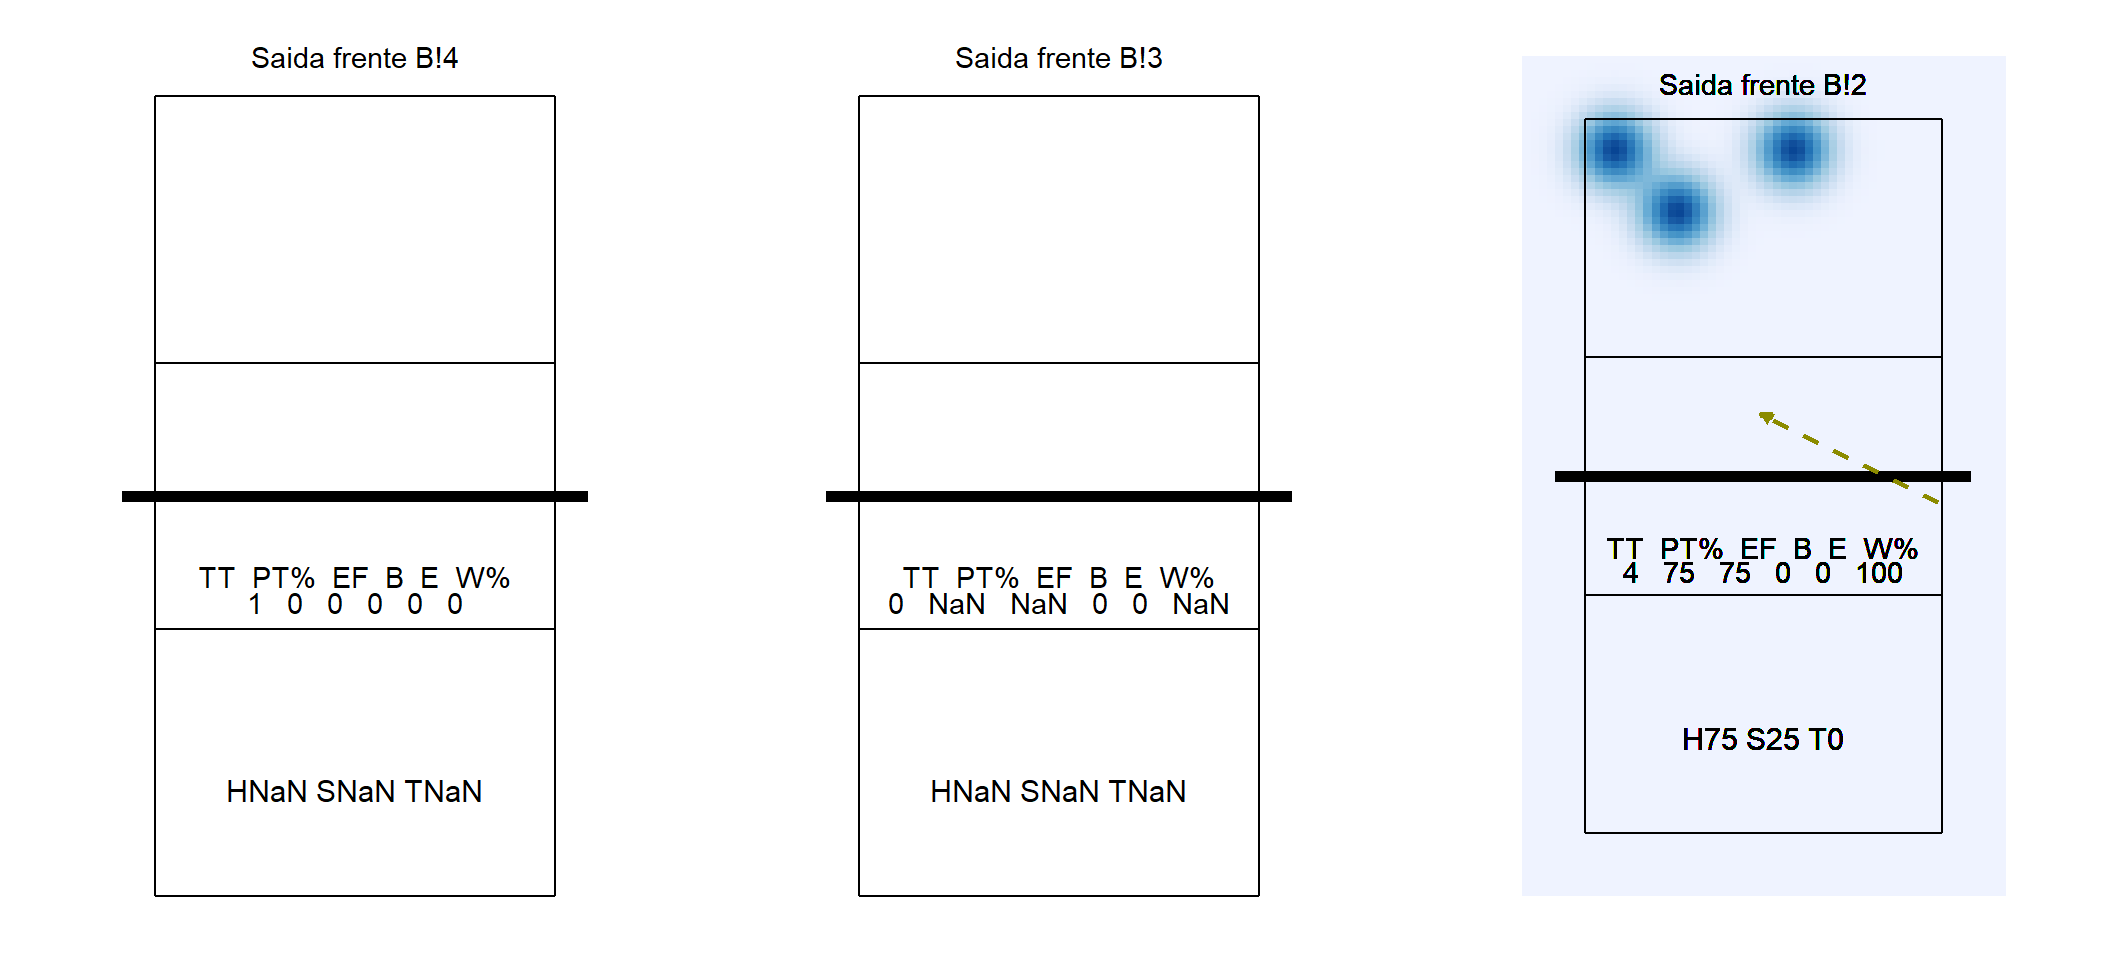 Saida frente B!4
TT PT% EF B E W%
1 0 0 0 0 0
HNaN SNaN TNaN
Saida frente B!3
TT PT% EF B E W%
0 NaN NaN 0 0 NaN
HNaN SNaN TNaN
Saida frente B!2
TT PT% EF B E W%
4 75 75 0 0 100
H75 S25 T0